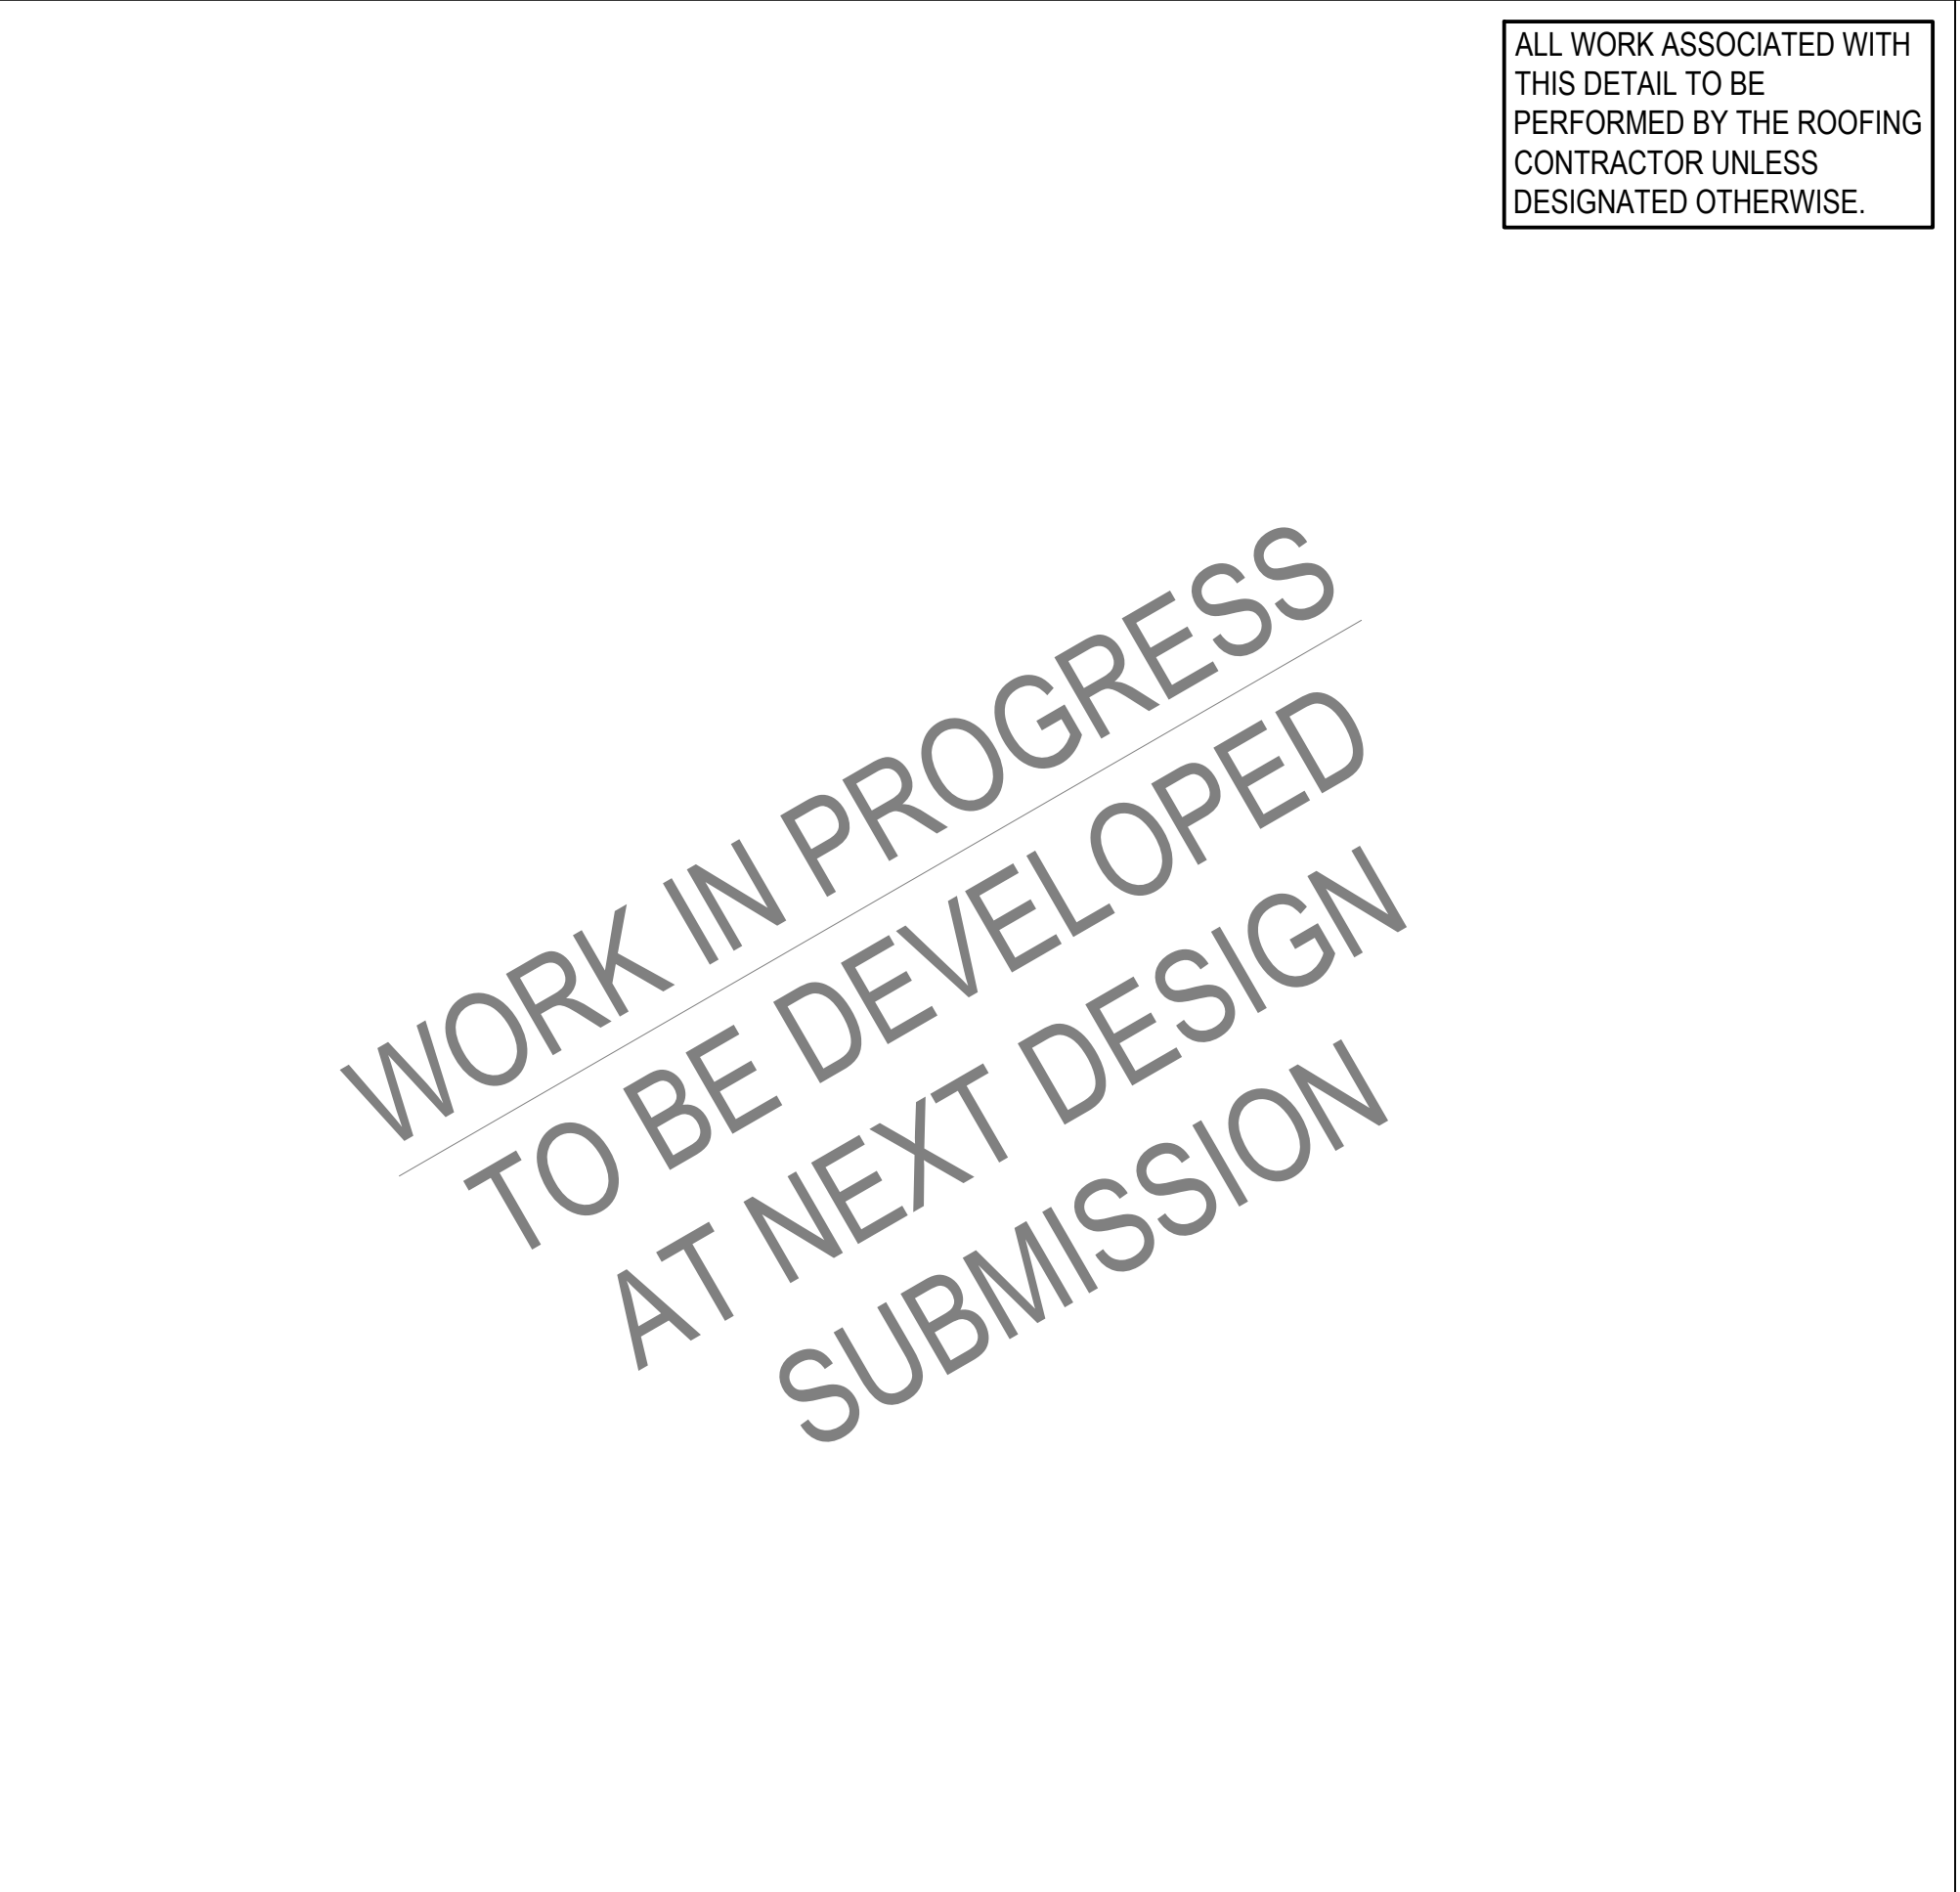 ALL WORK ASSOCIATED WITH
THIS DETAIL TO BE
PERFORMED BY THE ROOFING
CONTRACTOR UNLESS
DESIGNATED OTHERWISE.
WORK IN PROGRESS
TO BE DEVELOPED
AT NEXT DESIGN
SUBMISSION